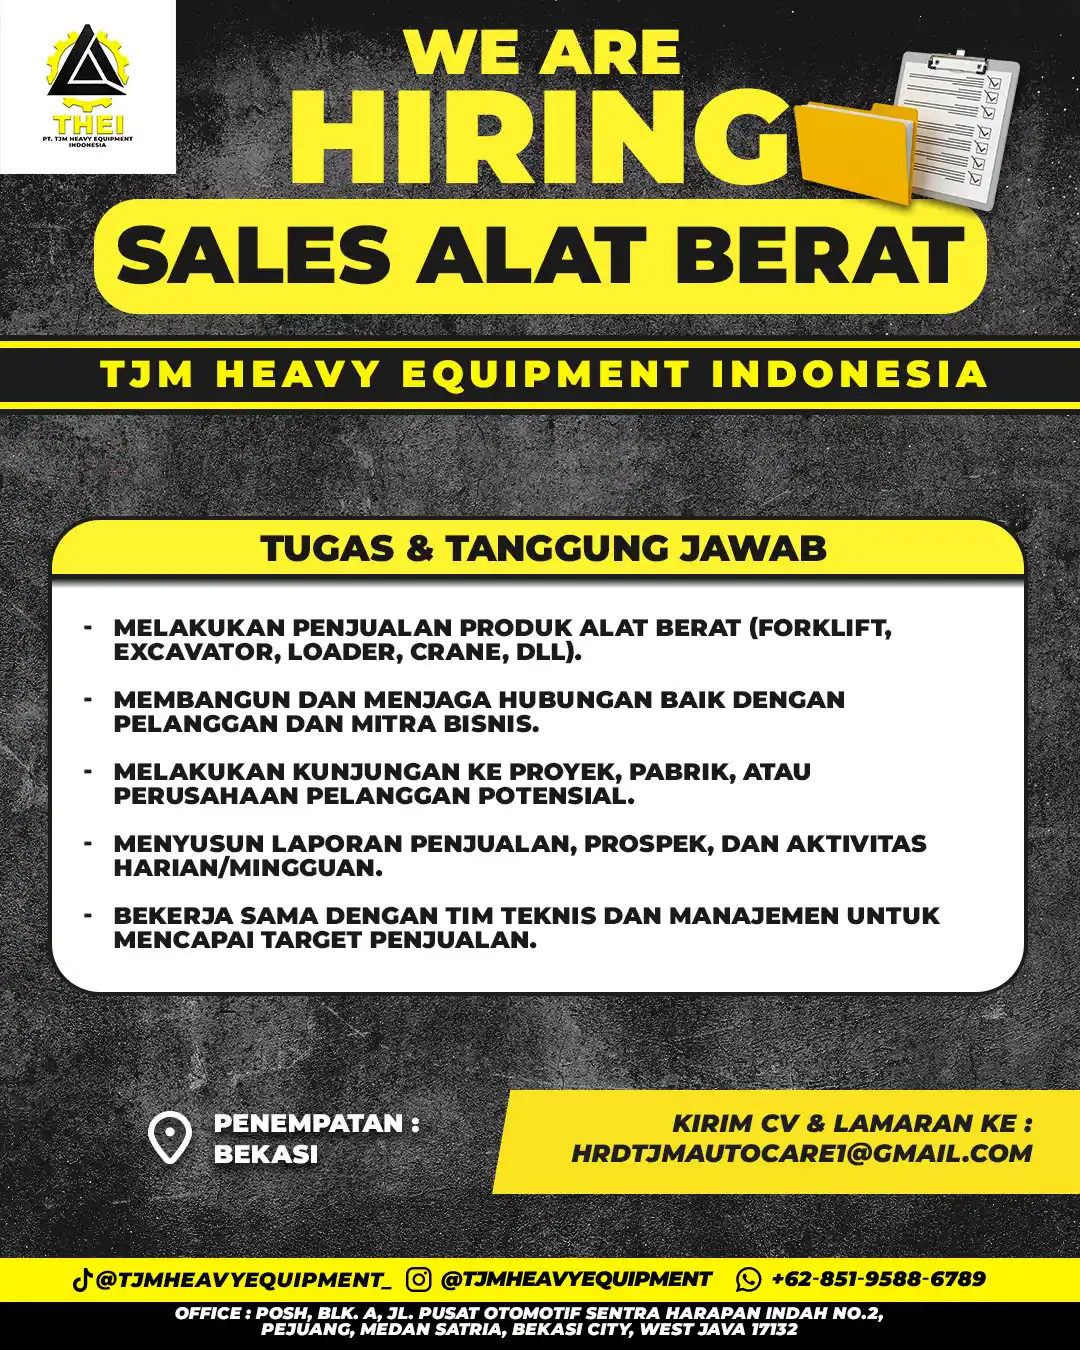 THEI
PT. TJM HEAVY EQUIPMENT
INDONESIA
WE ARE
HIRING
SALES ALAT BERAT
TJM HEAVY EQUIPMENT INDONESIA
TUGAS & TANGGUNG JAWAB
- MELAKUKAN PENJUALAN PRODUK ALAT BERAT (FORKLIFT,
EXCAVATOR, LOADER, CRANE, DLL).
- MEMBANGUN DAN MENJAGA HUBUNGAN BAIK DENGAN
PELANGGAN DAN MITRA BISNIS.
- MELAKUKAN KUNJUNGAN KE PROYEK, PABRIK, ATAU
PERUSAHAAN PELANGGAN POTENSIAL.
- MENYUSUN LAPORAN PENJUALAN, PROSPEK, DAN AKTIVITAS
HARIAN/MINGGUAN.
- BEKERJA SAMA DENGAN TIM TEKNIS DAN MANAJEMEN UNTUK
MENCAPAI TARGET PENJUALAN.
PENEMPATAN :
BEKASI
KIRIM CV & LAMARAN KE :
HRDTJMAUTOCARE1@GMAIL.COM
@TJMHEAVYEQUIPMENT_ @TJMHEAVYEQUIPMENT +62-851-9588-6789
OFFICE : POSH, BLK. A, JL. PUSAT OTOMOTIF SENTRA HARAPAN INDAH NO.2,
PEJUANG, MEDAN SATRIA, BEKASI CITY, WEST JAVA 17132